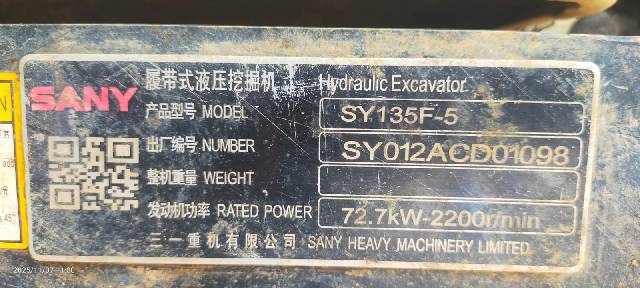 SANY
履带式液压挖掘机 Hydraulic Excavator
产品型号 MODEL SY135F-5
出厂编号 NUMBER SY012ACD01098
整机重量 WEIGHT
发动机功率 RATED POWER 72.7kW-2200r/min
三一重机有限公司 SANY HEAVY MACHINERY LIMITED